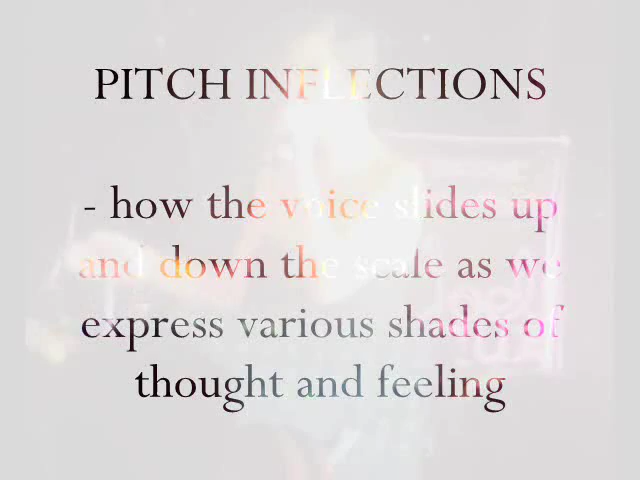 PITCH INFLECTIONS
- how the voice slides up
and down the scale as we
express various shades of
thought and feeling